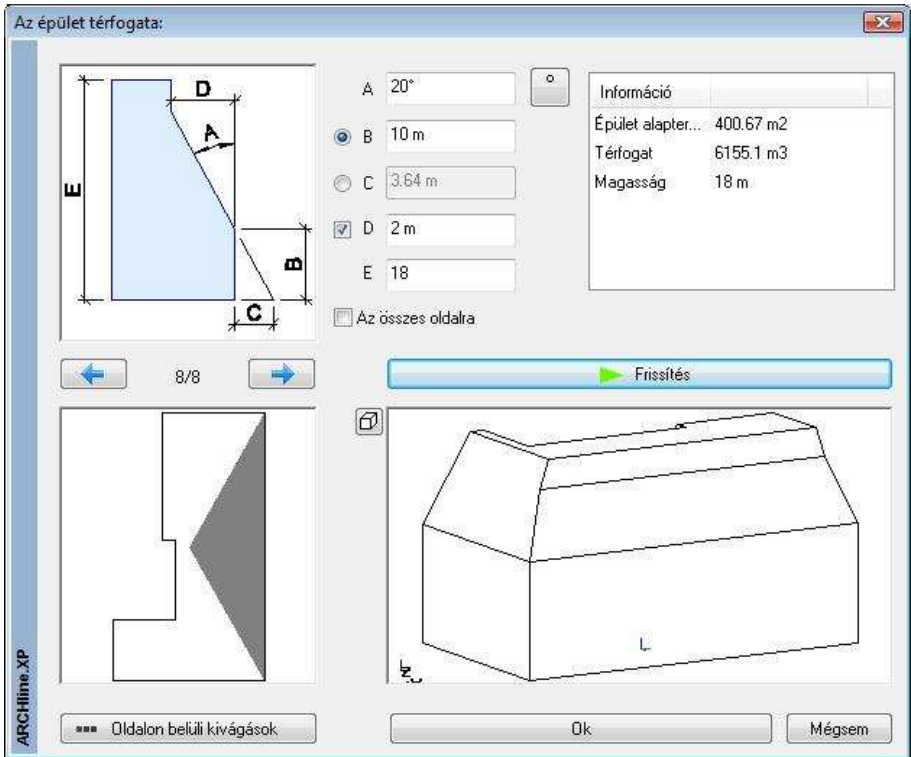 Az épület térfogata:
D
A
E
B
C
A 20°
°
B 10 m
C 3.64 m
D 2 m
E 18
Az összes oldalra
Információ
Épület alapter... 400.67 m2
Térfogat 6155.1 m3
Magasság 18 m
8/8
Frissítés
ARCHline.XP
Oldalon belüli kivágások
Ok
Mégsem